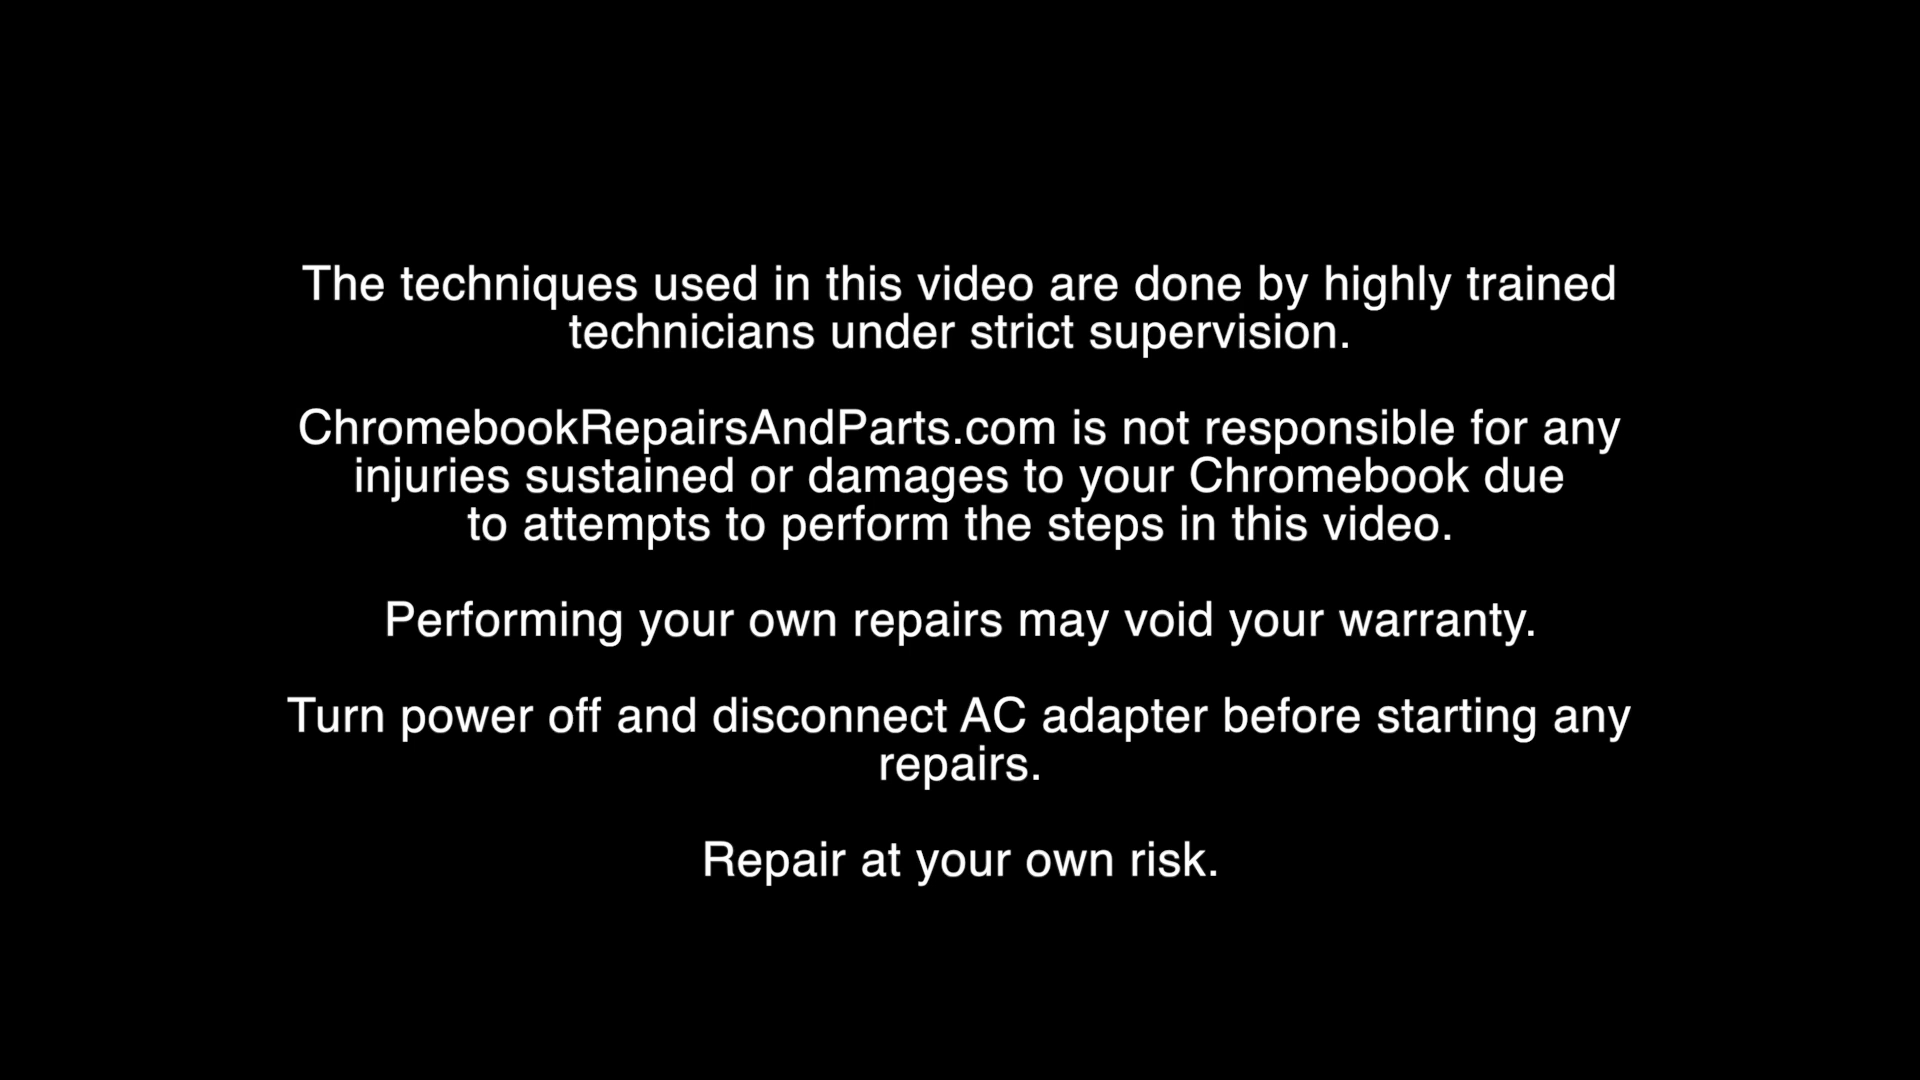 The techniques used in this video are done by highly trained
technicians under strict supervision.
ChromebookRepairsAndParts.com is not responsible for any
injuries sustained or damages to your Chromebook due
to attempts to perform the steps in this video.
Performing your own repairs may void your warranty.
Turn power off and disconnect AC adapter before starting any
repairs.
Repair at your own risk.